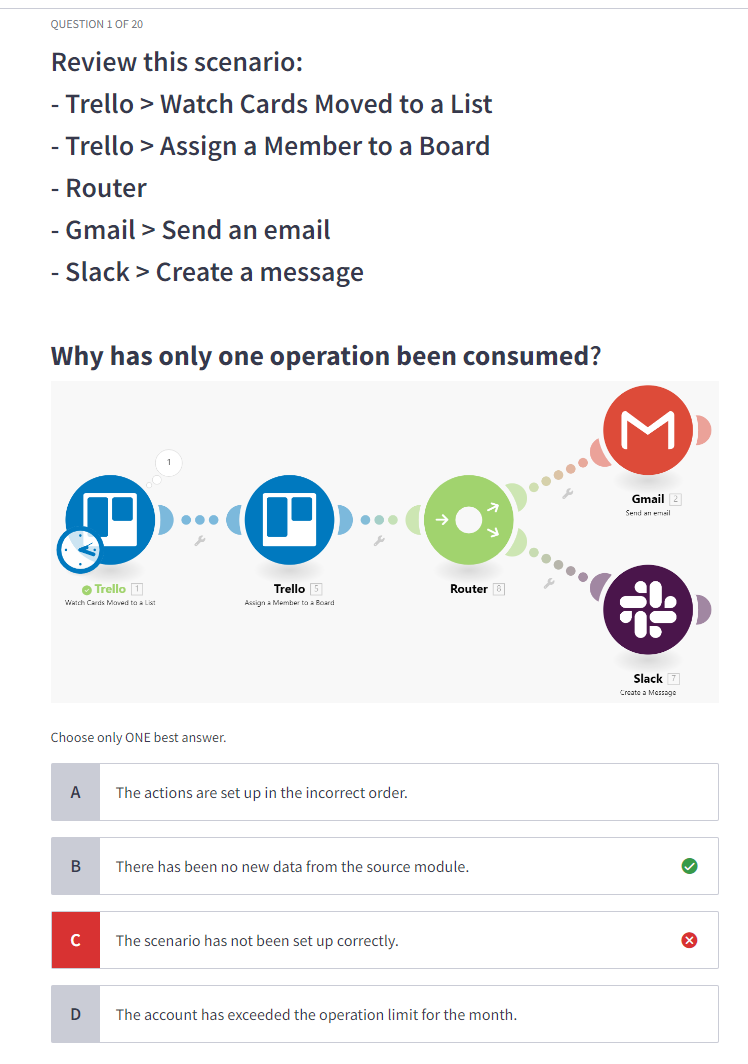 QUESTION 1 OF 20
Review this scenario:
- Trello > Watch Cards Moved to a List
- Trello > Assign a Member to a Board
- Router
- Gmail > Send an email
- Slack > Create a message
Why has only one operation been consumed?
1
Trello 1
Watch Cards Moved to a List
Trello 5
Assign a Member to a Board
Router 8
Gmail 2
Send an email
Slack 7
Create a Message
Choose only ONE best answer.
A The actions are set up in the incorrect order.
B There has been no new data from the source module.
C The scenario has not been set up correctly.
D The account has exceeded the operation limit for the month.